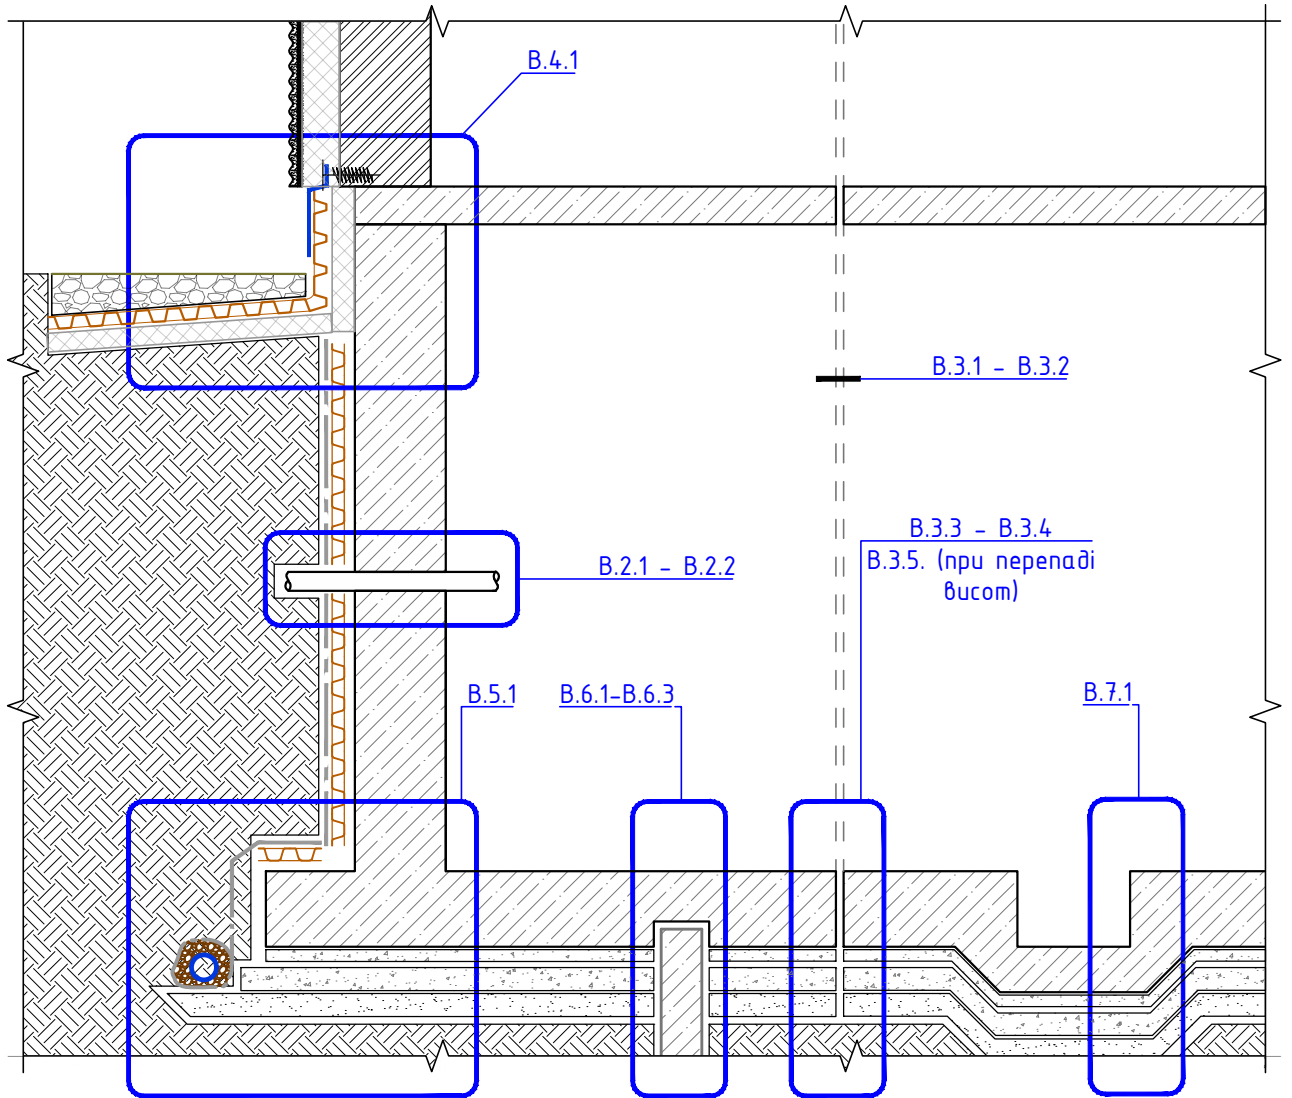 В.4.1
В.3.1 - В.3.2
В.3.3 - В.3.4
В.3.5. (при перепаді
висот)
В.2.1 - В.2.2
В.5.1
В.6.1-В.6.3
В.7.1